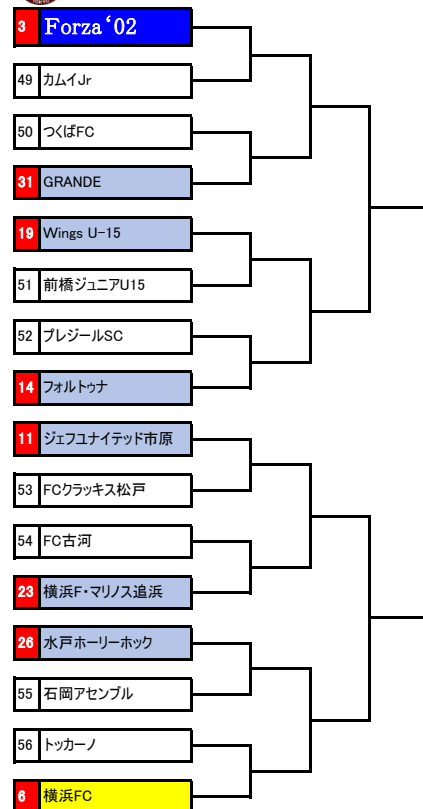 3 Forza‘02
49 カムイJr
50 つくばFC
31 GRANDE
19 Wings U-15
51 前橋ジュニアU15
52 プレジールSC
14 フォルトゥナ
11 ジェフユナイテッド市原
53 FCクラッキス松戸
54 FC古河
23 横浜F・マリノス追浜
26 水戸ホーリーホック
55 石岡アセンブル
56 トッカーノ
6 横浜FC